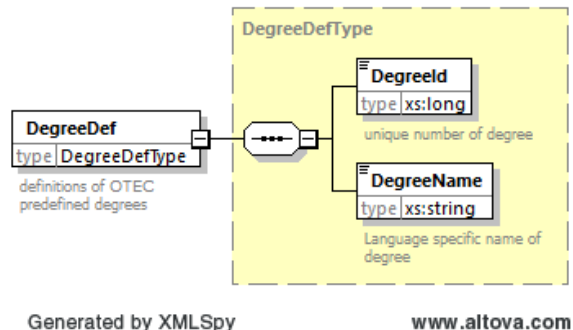 DegreeDefType
DegreeId
type xs:long
unique number of degree
DegreeDef
type DegreeDefType
definitions of OTEC
predefined degrees
DegreeName
type xs:string
Language specific name of
degree
Generated by XMLSpy
www.altova.com